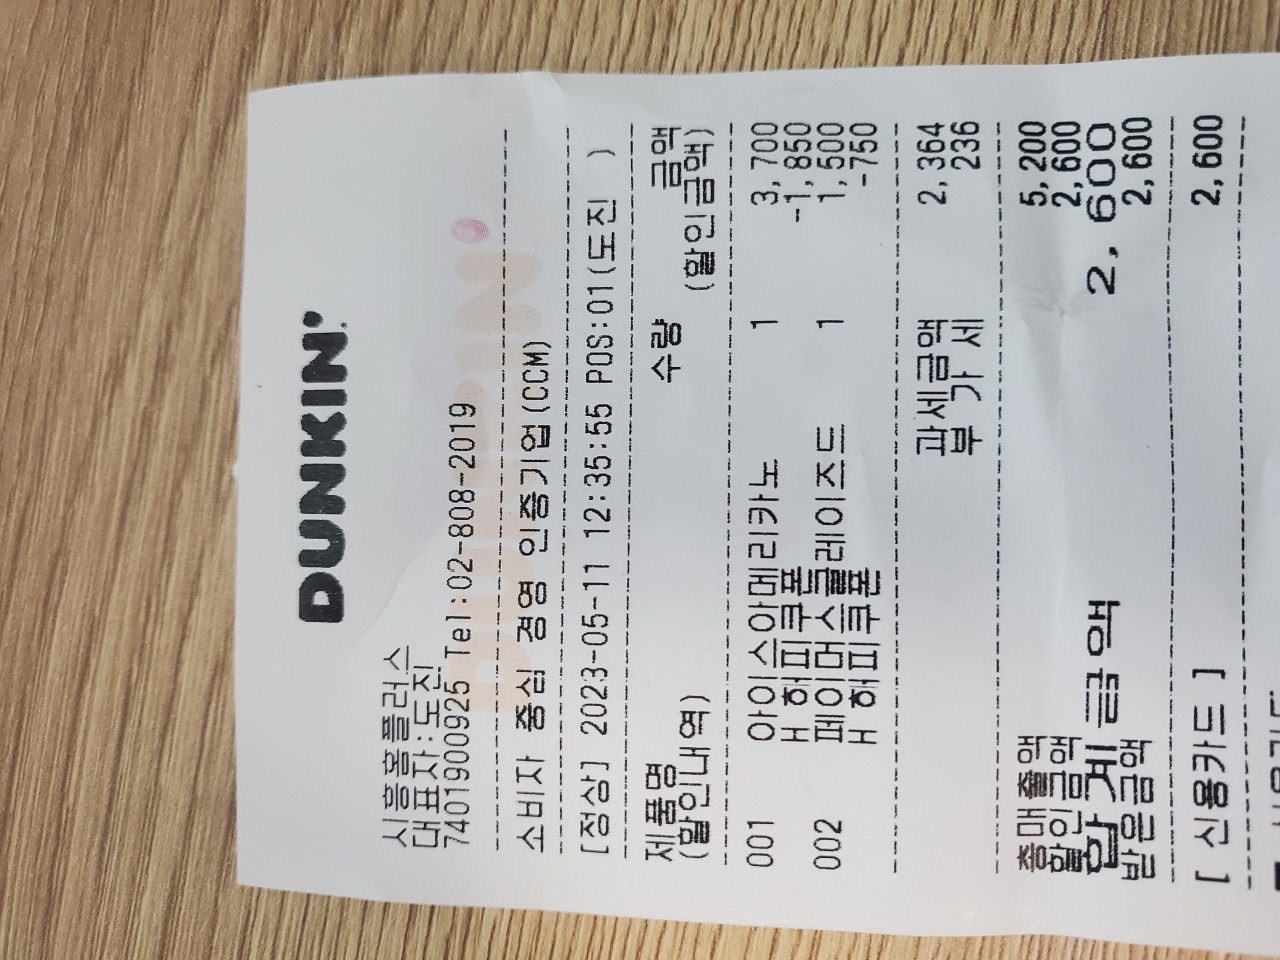 DUNKIN'
시흥홈플러스
대표자:도진
7401900925 Tel:02-808-2019
소비자 중심 경영 인증기업(CCM)
[정상] 2023-05-11 12:35:55 POS:01(도진 )
제품명 수량 금액
(할인내역) (할인금액)
001 아이스아메리카노 1 3,700
H 해피쿠폰 -1,850
002 페이머스글레이즈드 1 1,500
H 해피쿠폰 -750
과세금액 2,364
부 가 세 236
총매출액 5,200
할인금액 2,600
합 계 금 액 2,600
받은금액 2,600
[ 신용카드 ] 2,600